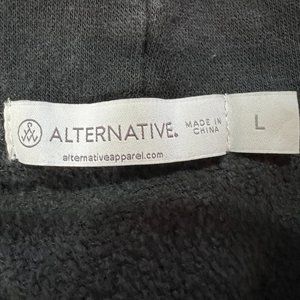 ALTERNATIVE.
MADE IN
CHINA
L
alternativeapparel.com